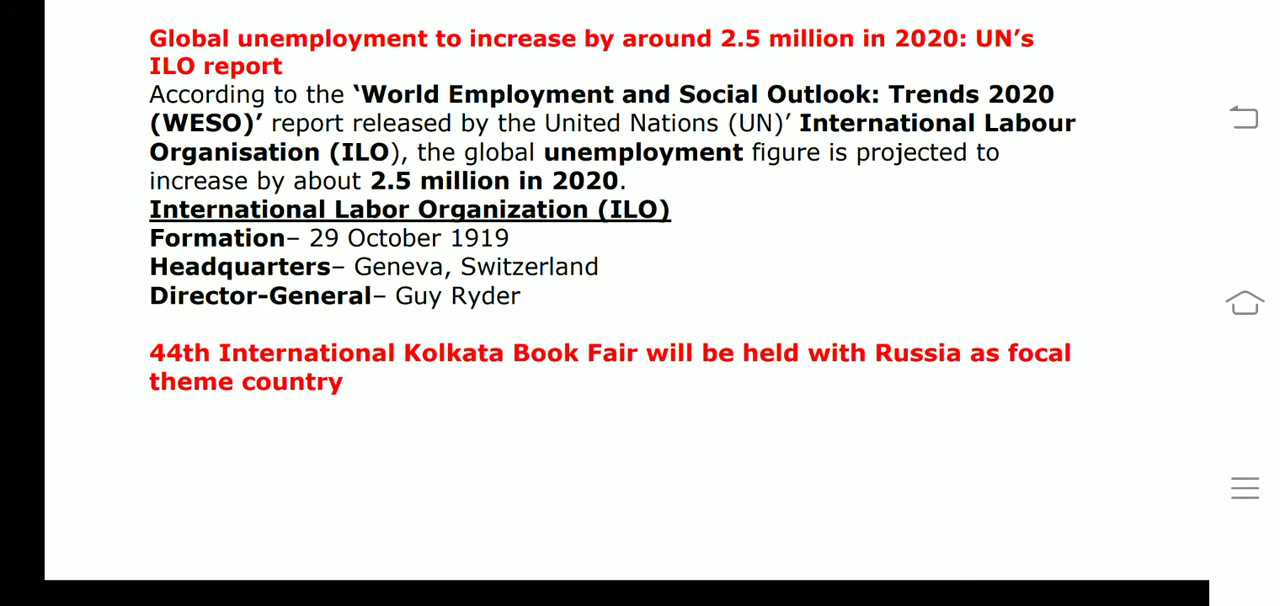 Global unemployment to increase by around 2.5 million in 2020: UN’s
ILO report
According to the ‘World Employment and Social Outlook: Trends 2020
(WESO)’ report released by the United Nations (UN)’ International Labour
Organisation (ILO), the global unemployment figure is projected to
increase by about 2.5 million in 2020.
International Labor Organization (ILO)
Formation– 29 October 1919
Headquarters– Geneva, Switzerland
Director-General– Guy Ryder
44th International Kolkata Book Fair will be held with Russia as focal
theme country